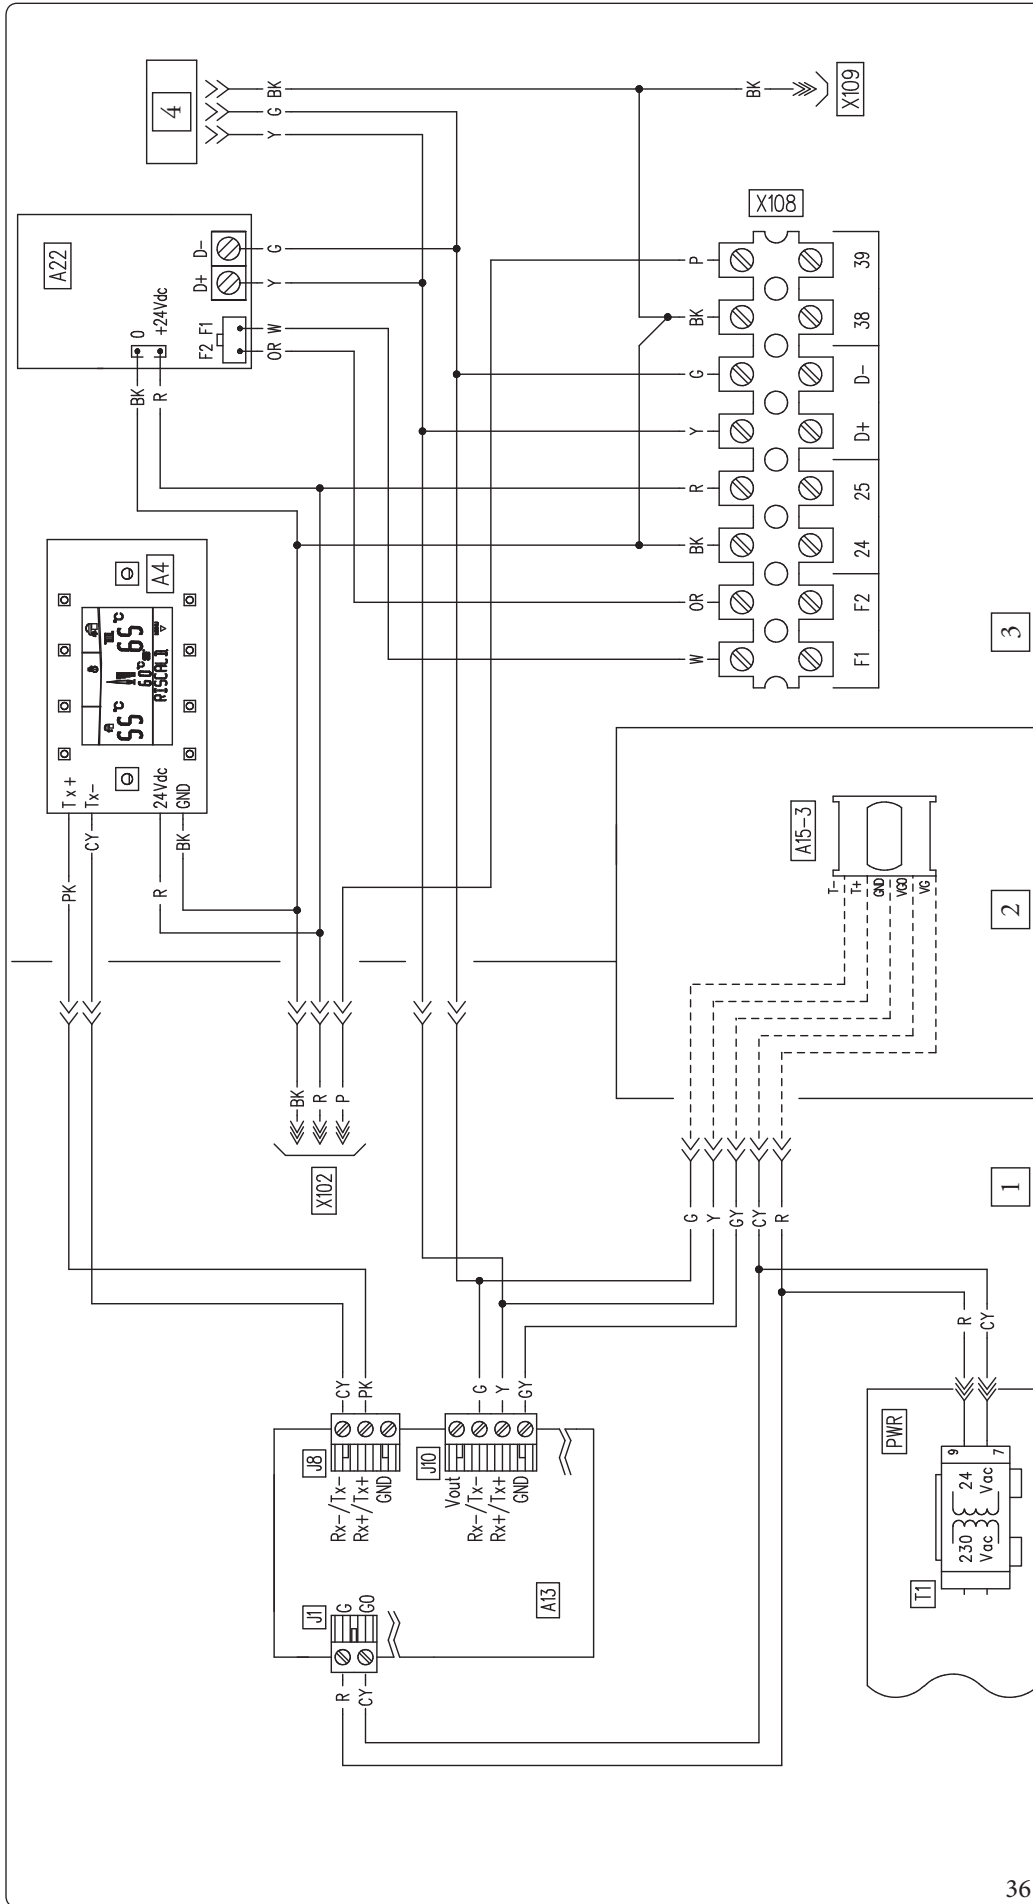 4
BK
G
Y
BK
X109
A22
D-
D+
G
Y
0
+24Vdc
F2 F1
W
OR
BK
R
X108
P
BK
G
Y
R
BK
OR
W
39
38
D-
D+
25
24
F2
F1
A4
55 °C
60 °C
65 °C
Tx+
Tx-
24Vdc
GND
PK
CY
R
BK
3
A15-3
T-
T+
GND
VG0
VG
2
BK
R
P
X102
G
Y
GY
CY
R
1
CY
PK
G
Y
GY
R
CY
J8
Rx-/Tx-
Rx+/Tx+
GND
J10
Vout
Rx-/Tx-
Rx+/Tx+
GND
J1
G
G0
A13
R
CY
PWR
9
7
24 Vac
230 Vac
T1
36